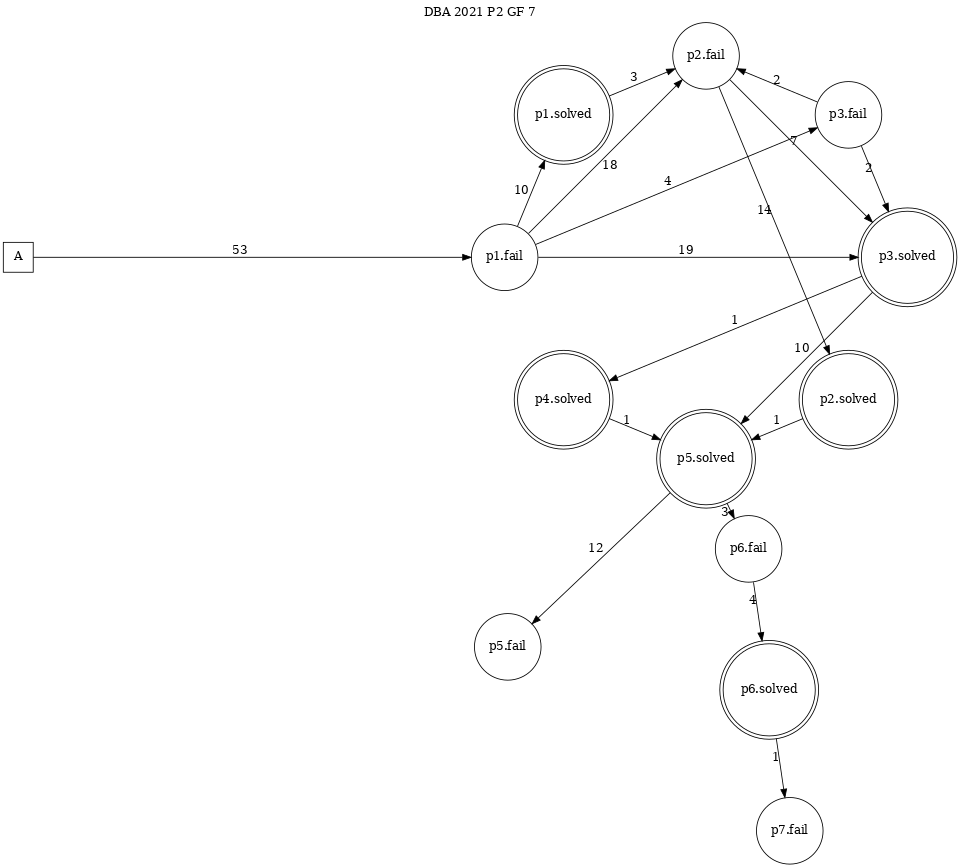 DBA 2021 P2 GF 7
p2.fail
3
2
p1.solved
p3.fail
7
18
2
4
10
14
53
19
A
p1.fail
p3.solved
1
10
p4.solved
p2.solved
1
1
p5.solved
3
12
p6.fail
4
p5.fail
p6.solved
1
p7.fail